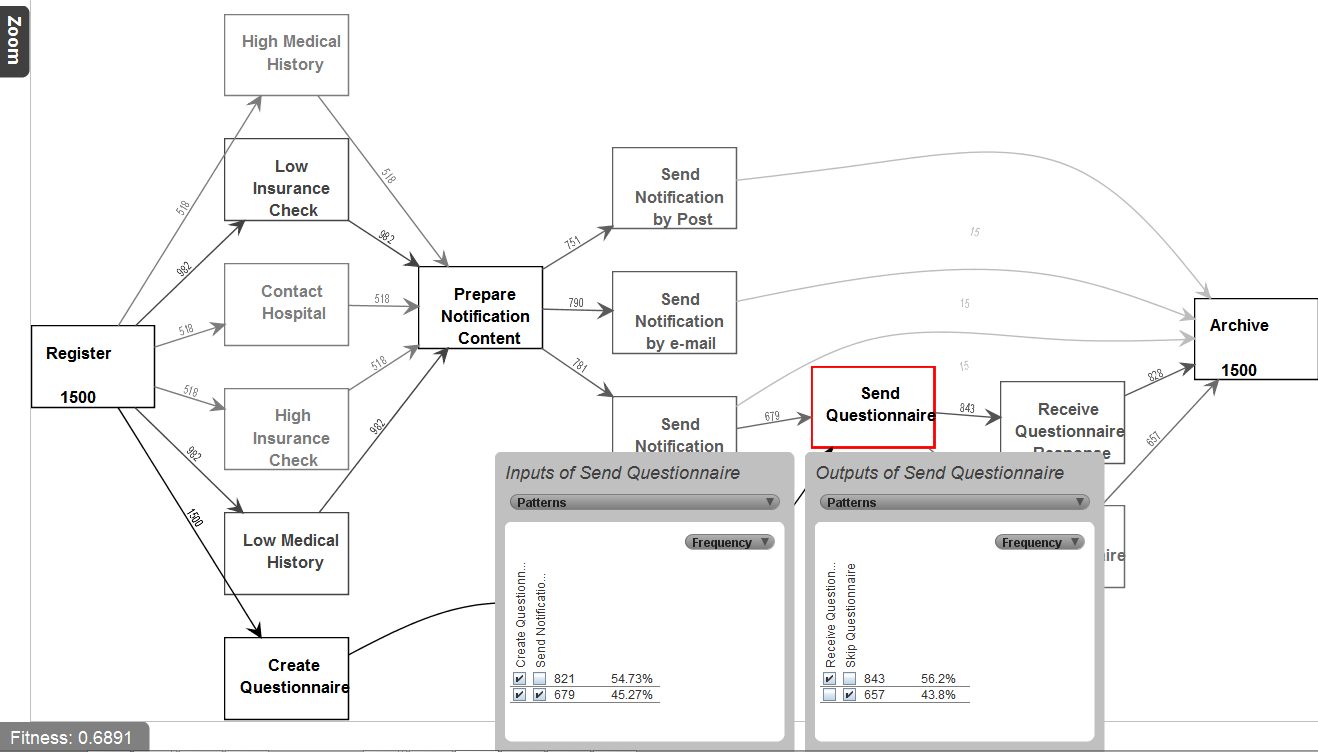 Zoom
High Medical
History
518
518
Low
Insurance
Check
982
982
Contact
Hospital
518
518
Register
1500
High
Insurance
Check
518
518
Low Medical
History
982
982
1500
Create
Questionnaire
Prepare
Notification
Content
751
790
781
Send
Notification
by Post
15
Send
Notification
by e-mail
15
Send
Notification
15
679
Send
Questionnaire
843
Receive
Questionnaire
Response
828
657
Archive
1500
ire
Inputs of Send Questionnaire
Patterns
Frequency
Create Questionn...
Send Notificatio...
821 54.73%
679 45.27%
Outputs of Send Questionnaire
Patterns
Frequency
Receive Question...
Skip Questionnaire
843 56.2%
657 43.8%
Fitness: 0.6891